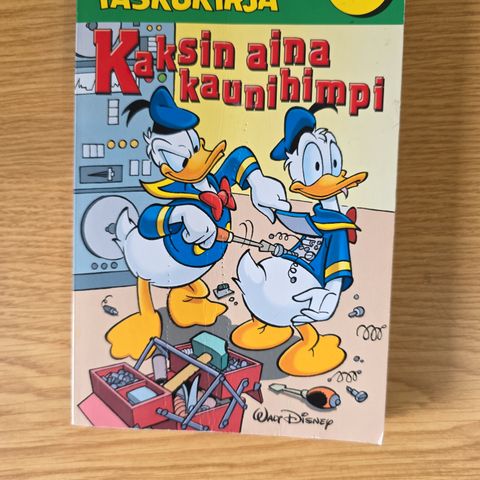 TASKUKIRJA
Kaksin aina
kaunihimpi
WALT DISNEY